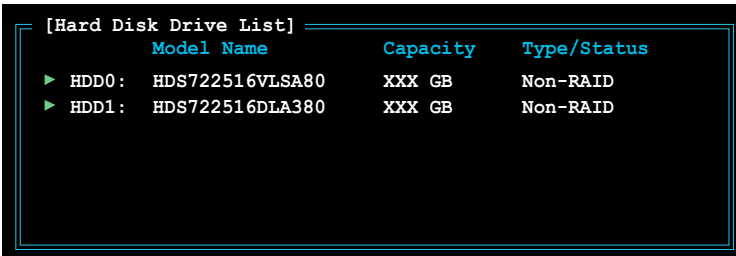 [Hard Disk Drive List]
Model Name Capacity Type/Status
HDD0: HDS722516VLSA80 XXX GB Non-RAID
HDD1: HDS722516DLA380 XXX GB Non-RAID